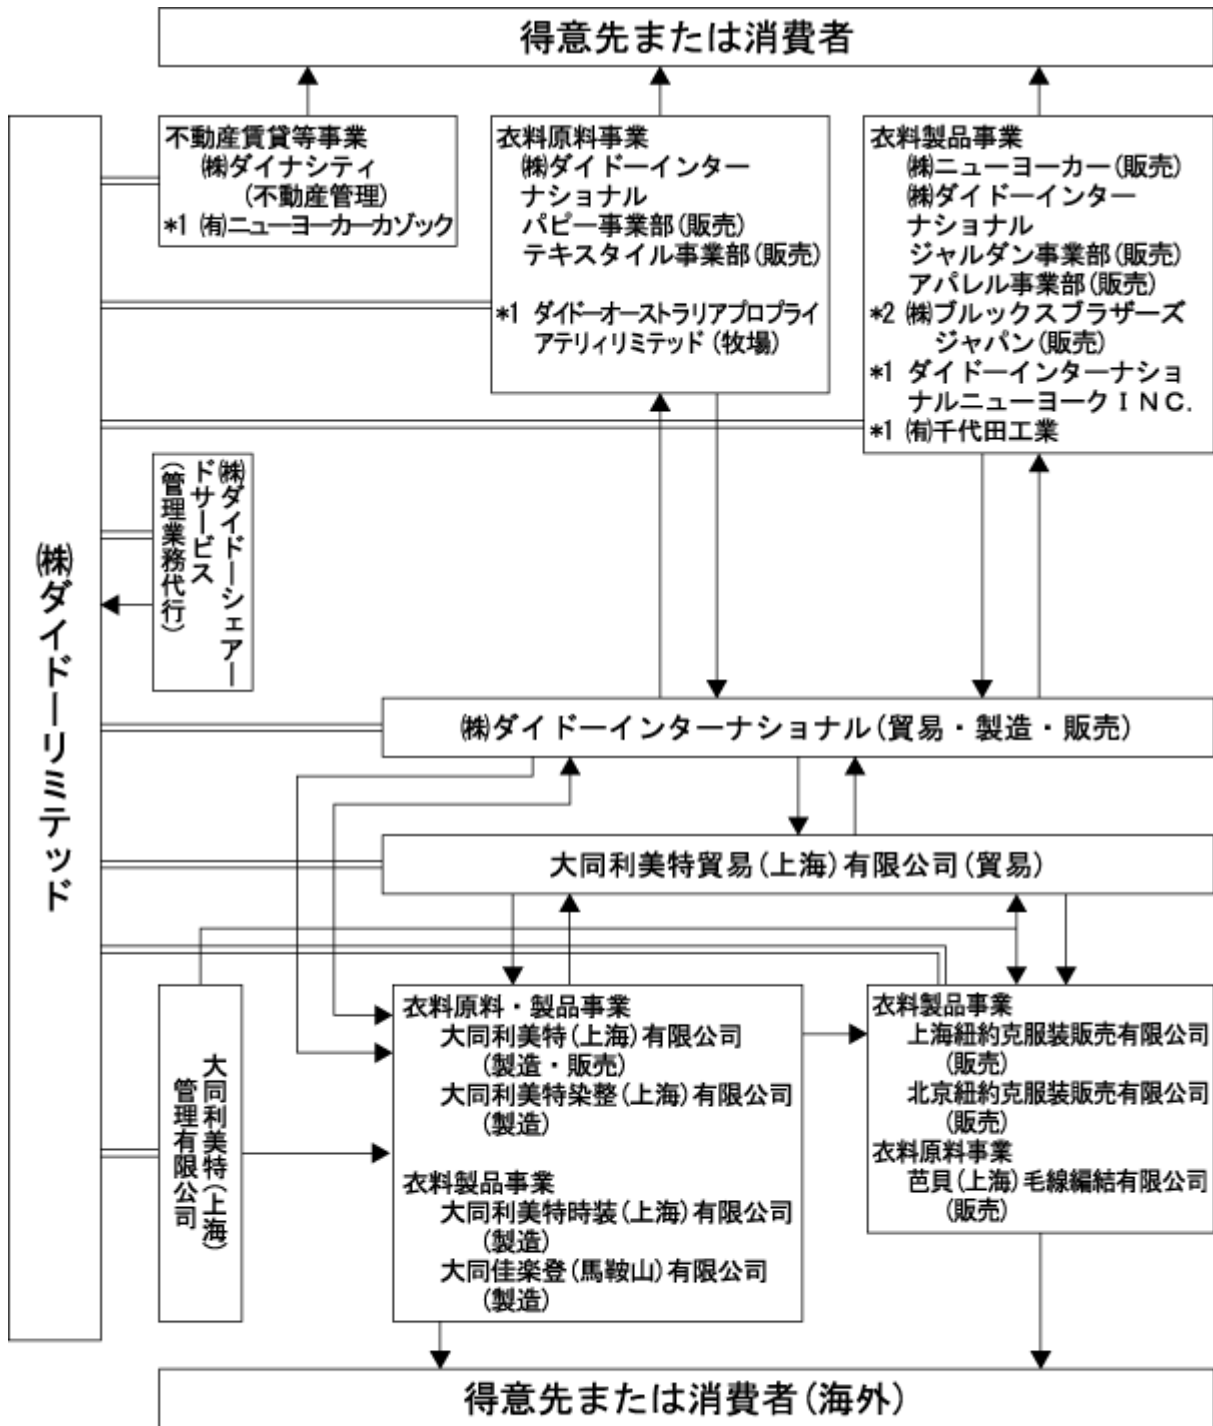 得意先または消費者
不動産賃貸等事業
㈱ダイナシティ
(不動産管理)
*1 ㈲ニューヨーカーカゾック
衣料原料事業
㈱ダイドーインター
ナショナル
パピー事業部(販売)
テキスタイル事業部(販売)
*1 ダイドーオーストラリアプロプライ
アテリィリミテッド(牧場)
衣料製品事業
㈱ニューヨーカー(販売)
㈱ダイドーインター
ナショナル
ジャルダン事業部(販売)
アパレル事業部(販売)
*2 ㈱ブルックスブラザーズ
ジャパン(販売)
*1 ダイドーインターナショ
ナルニューヨークＩＮＣ.
*1 ㈲千代田工業
㈱ダイドーリミテッド
㈱ダイドーシェアー
ドサービス
(管理業務代行)
㈱ダイドーインターナショナル(貿易・製造・販売)
大同利美特貿易(上海)有限公司(貿易)
大同利美特(上海)
管理有限公司
衣料原料・製品事業
大同利美特(上海)有限公司
(製造・販売)
大同利美特染整(上海)有限公司
(製造)
衣料製品事業
大同利美特時装(上海)有限公司
(製造)
大同佳楽登(馬鞍山)有限公司
(製造)
衣料製品事業
上海紐約克服装販売有限公司
(販売)
北京紐約克服装販売有限公司
(販売)
衣料原料事業
芭貝(上海)毛線編結有限公司
(販売)
得意先または消費者(海外)